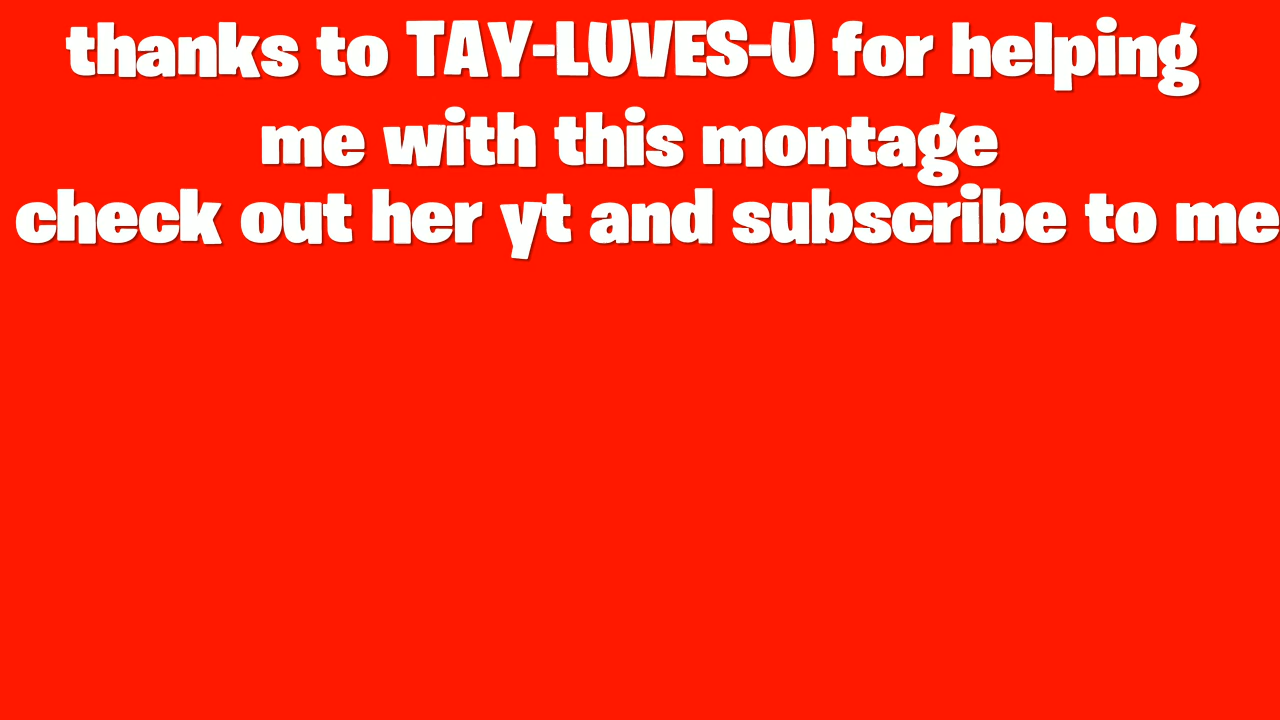 thanks to TAY-LUVES-U for helping
me with this montage
check out her yt and subscribe to me